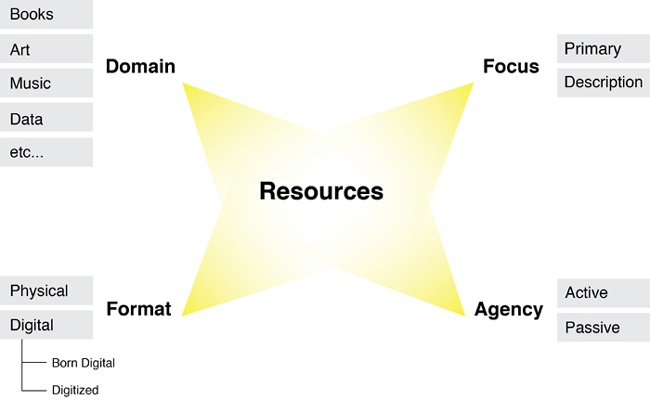 Books
Art
Music
Data
etc...
Domain
Focus
Primary
Description
Resources
Physical
Digital
Born Digital
Digitized
Format
Agency
Active
Passive